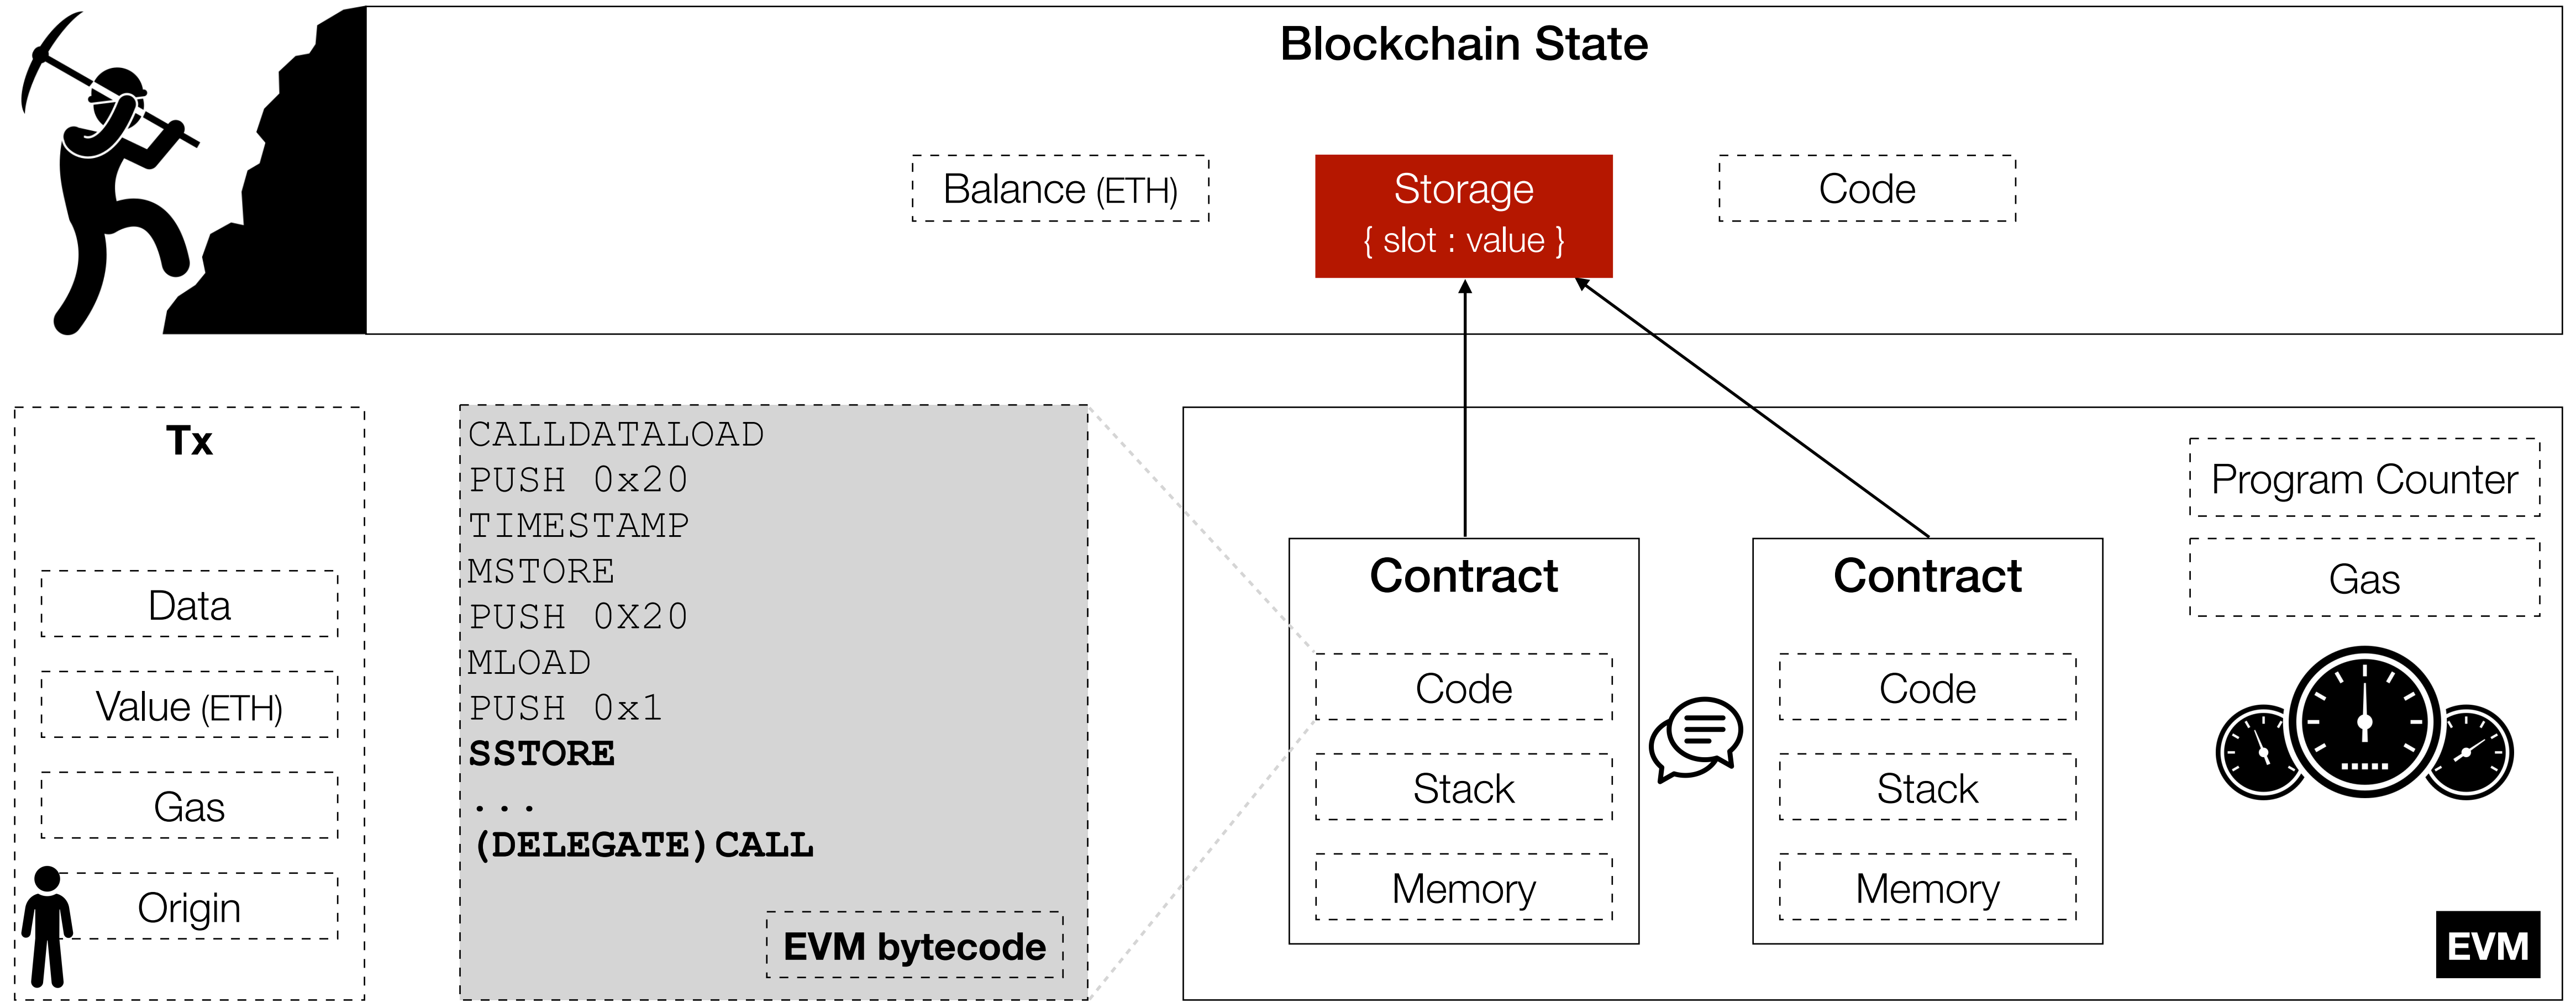 Blockchain State
Balance (ETH)
Storage
{ slot : value }
Code
Tx
Data
Value (ETH)
Gas
Origin
CALLDATALOAD
PUSH 0x20
TIMESTAMP
MSTORE
PUSH 0X20
MLOAD
PUSH 0x1
SSTORE
...
(DELEGATE)CALL
EVM bytecode
Contract
Code
Stack
Memory
Contract
Code
Stack
Memory
Program Counter
Gas
EVM